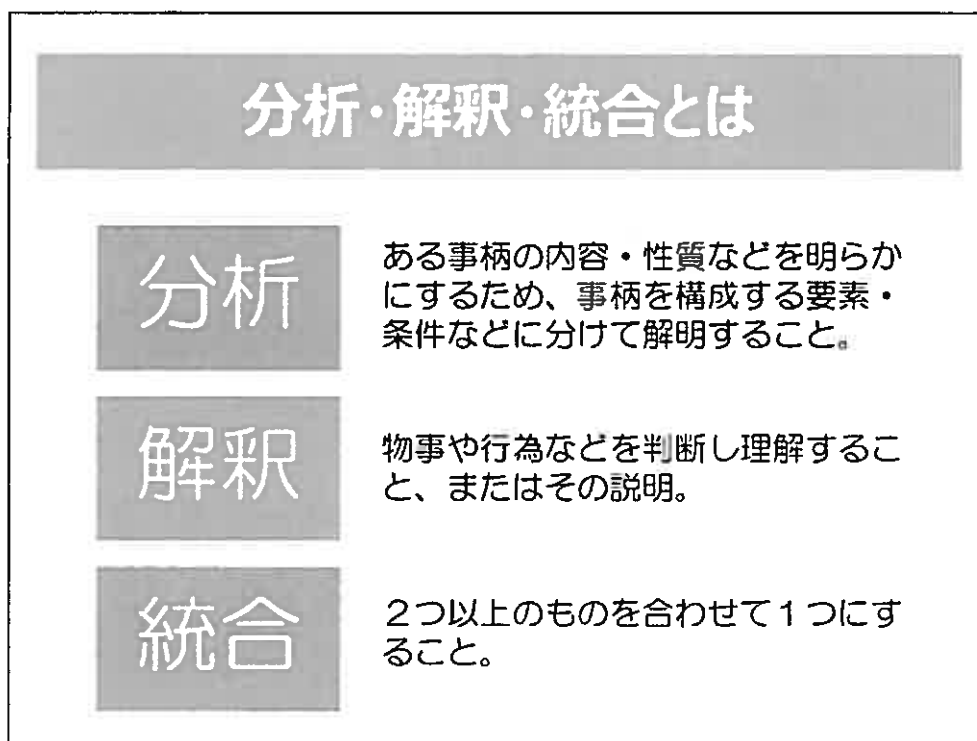 分析・解釈・統合とは
分析
ある事柄の内容・性質などを明らか
にするため、事柄を構成する要素・
条件などに分けて解明すること。
解釈
物事や行為などを判断し理解するこ
と、またはその説明。
統合
２つ以上のものを合わせて１つにす
ること。